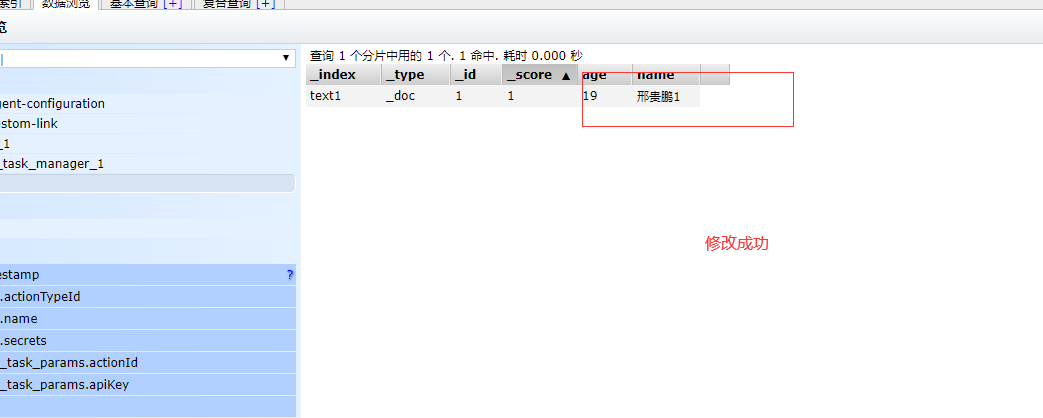 索引 数据浏览 基本查询 [+] 复合查询 [+]
览
查询 1 个分片中用的 1 个. 1 命中. 耗时 0.000 秒
_index _type _id _score ▲ age name
text1 _doc 1 1 19 邢贵鹏1
gent-configuration
ustom-link
_1
_task_manager_1
修改成功
estamp ?
.actionTypeId
.name
.secrets
_task_params.actionId
_task_params.apiKey